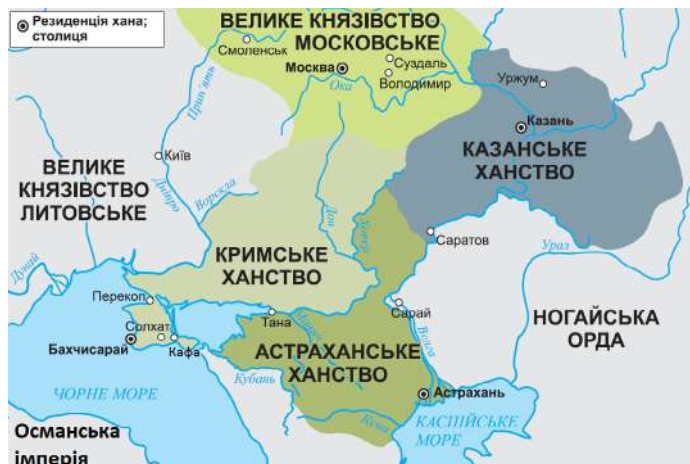 Резиденція хана;
столиця
ВЕЛИКЕ КНЯЗІВСТВО
МОСКОВСЬКЕ
Смоленськ
Москва
Суздаль
Володимир
Ока
Уржум
Казань
КАЗАНСЬКЕ
ХАНСТВО
Прип'ять
Київ
ВЕЛИКЕ
КНЯЗІВСТВО
ЛИТОВСЬКЕ
Дніпро
Ворскла
Дон
Хопер
Саратов
Урал
Дунай
КРИМСЬКЕ
ХАНСТВО
Перекоп
Солхат
Бахчисарай
Кафа
Тана
Сарай
Волга
НОГАЙСЬКА
ОРДА
АСТРАХАНСЬКЕ
ХАНСТВО
Кубань
Астрахань
Кума
ЧОРНЕ МОРЕ
КАСПІЙСЬКЕ
МОРЕ
Османська
імперія